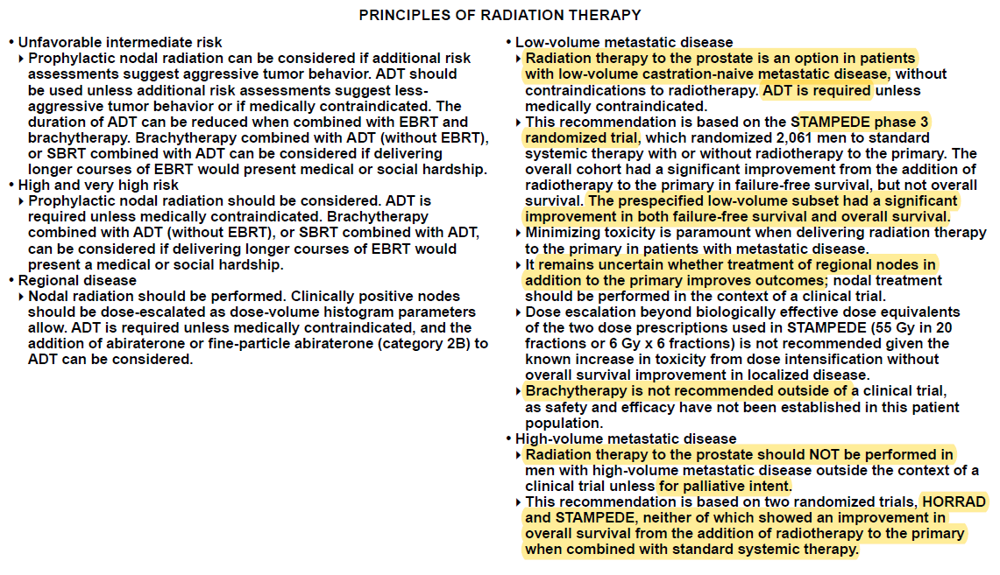 PRINCIPLES OF RADIATION THERAPY
• Unfavorable intermediate risk
▸ Prophylactic nodal radiation can be considered if additional risk
assessments suggest aggressive tumor behavior. ADT should
be used unless additional risk assessments suggest less-
aggressive tumor behavior or if medically contraindicated. The
duration of ADT can be reduced when combined with EBRT and
brachytherapy. Brachytherapy combined with ADT (without EBRT),
or SBRT combined with ADT can be considered if delivering
longer courses of EBRT would present medical or social hardship.
• High and very high risk
▸ Prophylactic nodal radiation should be considered. ADT is
required unless medically contraindicated. Brachytherapy
combined with ADT (without EBRT), or SBRT combined with ADT,
can be considered if delivering longer courses of EBRT would
present a medical or social hardship.
• Regional disease
▸ Nodal radiation should be performed. Clinically positive nodes
should be dose-escalated as dose-volume histogram parameters
allow. ADT is required unless medically contraindicated, and the
addition of abiraterone or fine-particle abiraterone (category 2B) to
ADT can be considered.
• Low-volume metastatic disease
▸ Radiation therapy to the prostate is an option in patients
with low-volume castration-naive metastatic disease, without
contraindications to radiotherapy. ADT is required unless
medically contraindicated.
▸ This recommendation is based on the STAMPEDE phase 3
randomized trial, which randomized 2,061 men to standard
systemic therapy with or without radiotherapy to the primary. The
overall cohort had a significant improvement from the addition of
radiotherapy to the primary in failure-free survival, but not overall
survival. The prespecified low-volume subset had a significant
improvement in both failure-free survival and overall survival.
▸ Minimizing toxicity is paramount when delivering radiation therapy
to the primary in patients with metastatic disease.
▸ It remains uncertain whether treatment of regional nodes in
addition to the primary improves outcomes; nodal treatment
should be performed in the context of a clinical trial.
▸ Dose escalation beyond biologically effective dose equivalents
of the two dose prescriptions used in STAMPEDE (55 Gy in 20
fractions or 6 Gy x 6 fractions) is not recommended given the
known increase in toxicity from dose intensification without
overall survival improvement in localized disease.
▸ Brachytherapy is not recommended outside of a clinical trial,
as safety and efficacy have not been established in this patient
population.
• High-volume metastatic disease
▸ Radiation therapy to the prostate should NOT be performed in
men with high-volume metastatic disease outside the context of a
clinical trial unless for palliative intent.
▸ This recommendation is based on two randomized trials, HORRAD
and STAMPEDE, neither of which showed an improvement in
overall survival from the addition of radiotherapy to the primary
when combined with standard systemic therapy.